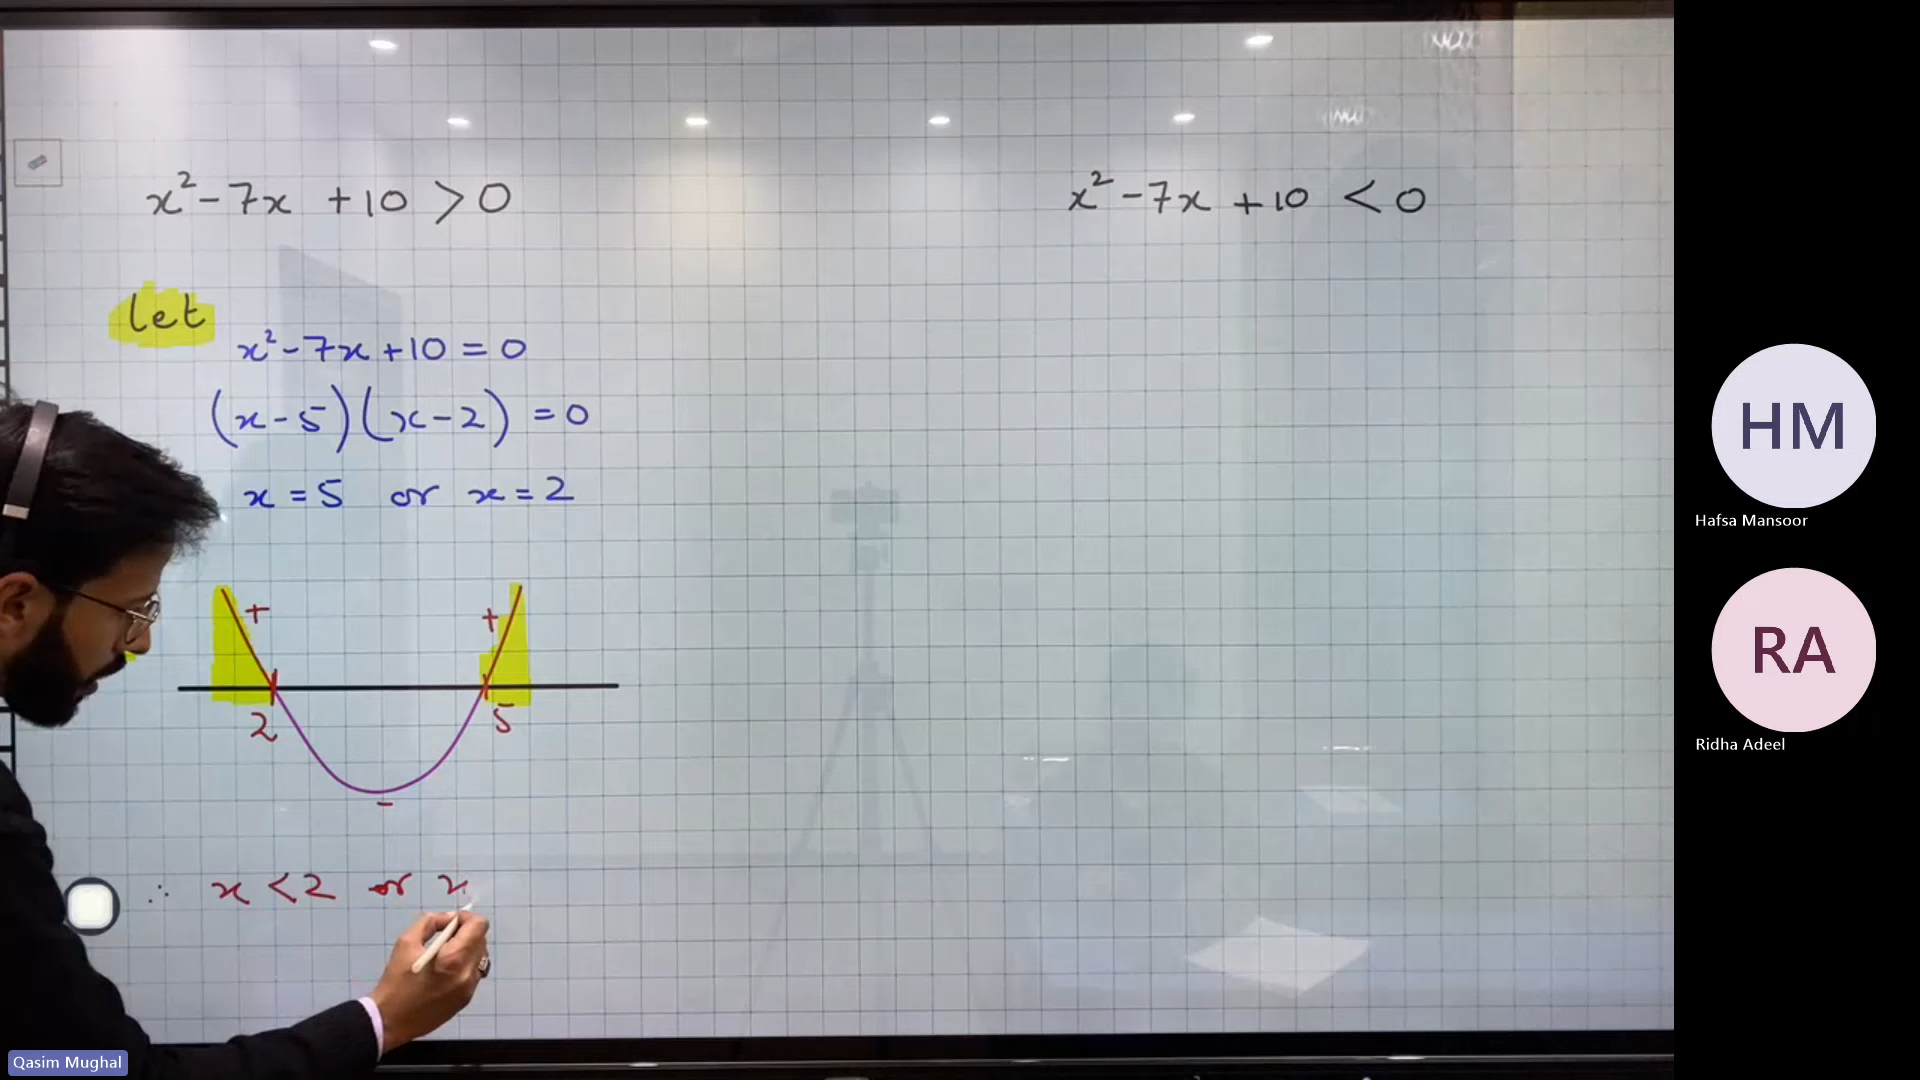 x² - 7x + 10 > 0
let
x² - 7x + 10 = 0
(x - 5)(x - 2) = 0
x = 5 or x = 2
+ +
2 5
-
∴ x < 2 or x
x² - 7x + 10 < 0
HM
Hafsa Mansoor
RA
Ridha Adeel
Qasim Mughal